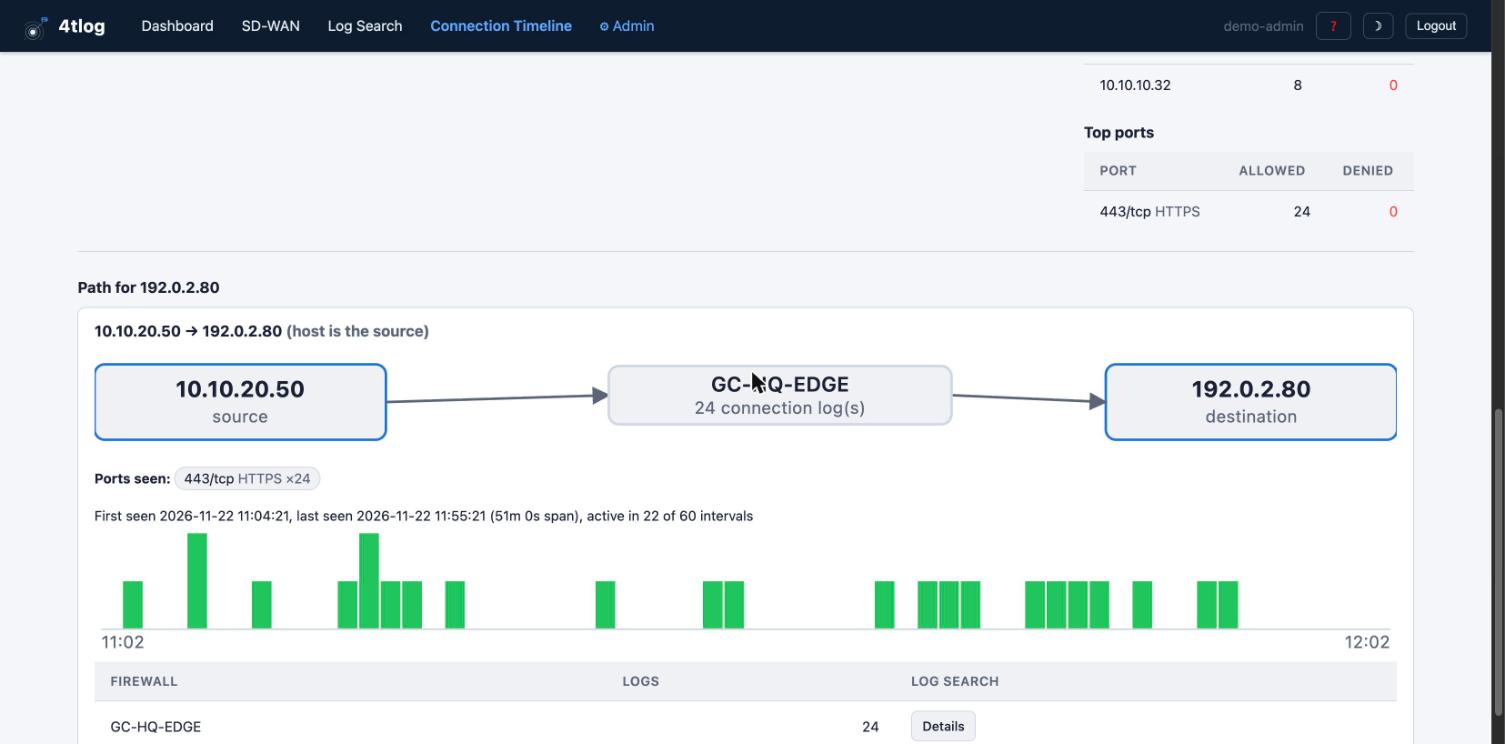 4tlog Dashboard SD-WAN Log Search Connection Timeline ⚙ Admin demo-admin ? ☽ Logout
10.10.10.32 8 0
Top ports
PORT ALLOWED DENIED
443/tcp HTTPS 24 0
Path for 192.0.2.80
10.10.20.50 → 192.0.2.80 (host is the source)
10.10.20.50
source
GC-HQ-EDGE
24 connection log(s)
192.0.2.80
destination
Ports seen: 443/tcp HTTPS ×24
First seen 2026-11-22 11:04:21, last seen 2026-11-22 11:55:21 (51m 0s span), active in 22 of 60 intervals
11:02 12:02
FIREWALL LOGS LOG SEARCH
GC-HQ-EDGE 24 Details